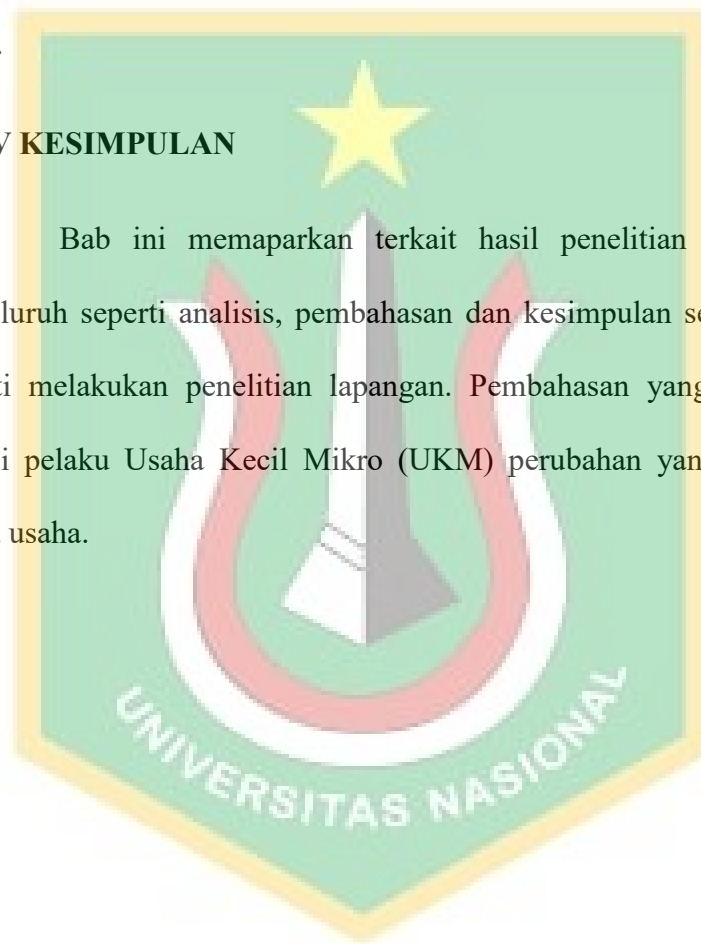 V KESIMPULAN
Bab ini memaparkan terkait hasil penelitian
luruh seperti analisis, pembahasan dan kesimpulan se
ti melakukan penelitian lapangan. Pembahasan yang
i pelaku Usaha Kecil Mikro (UKM) perubahan yan
usaha.
UNIVERSITAS NASIONAL